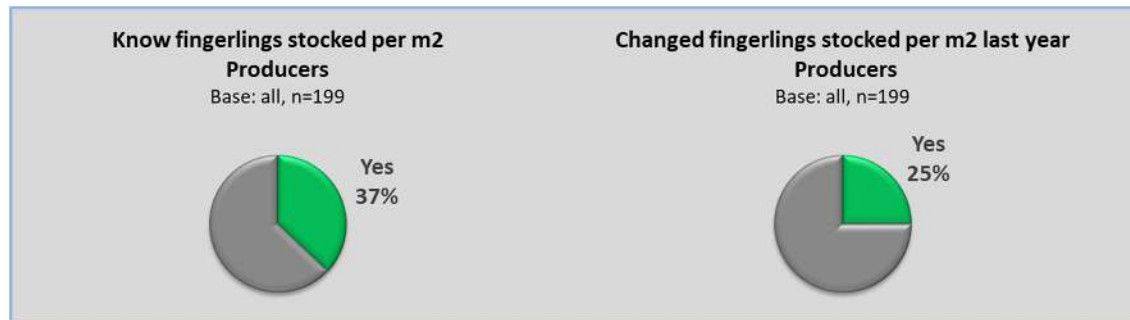 Know fingerlings stocked per m2
Producers
Base: all, n=199
Yes
37%
Changed fingerlings stocked per m2 last year
Producers
Base: all, n=199
Yes
25%